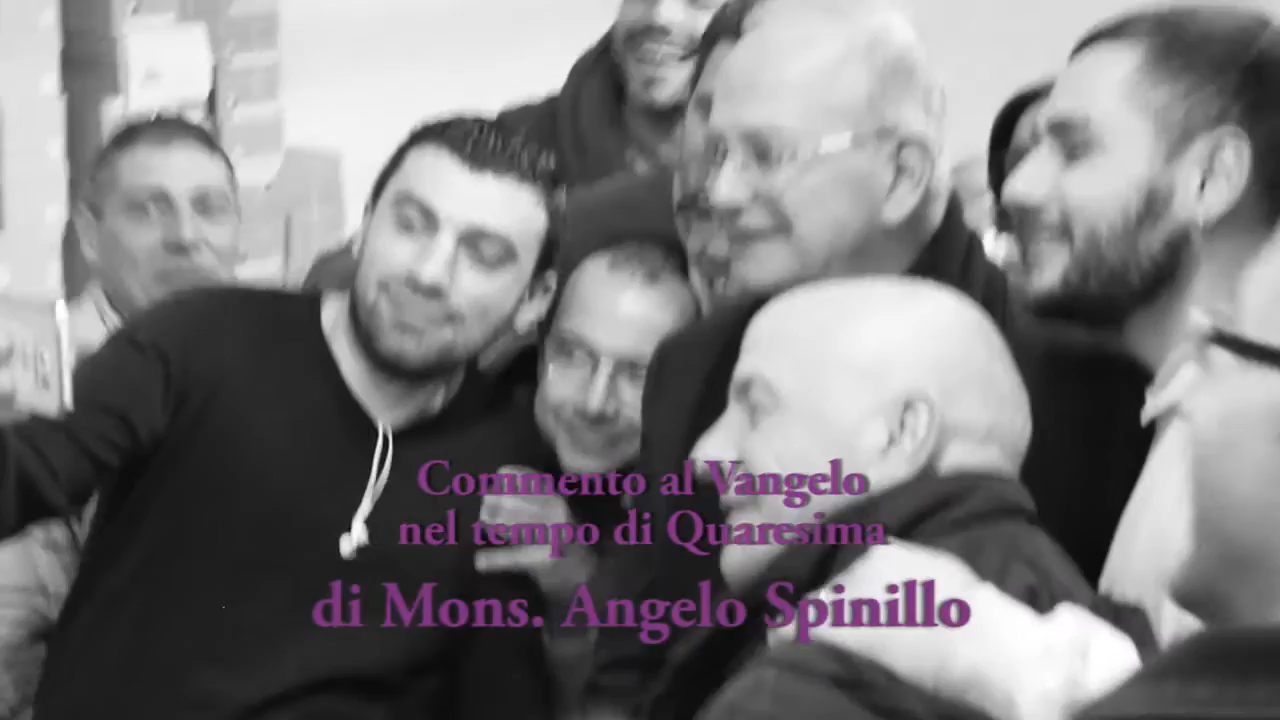 Commento al Vangelo
nel tempo di Quaresima
di Mons. Angelo Spinillo